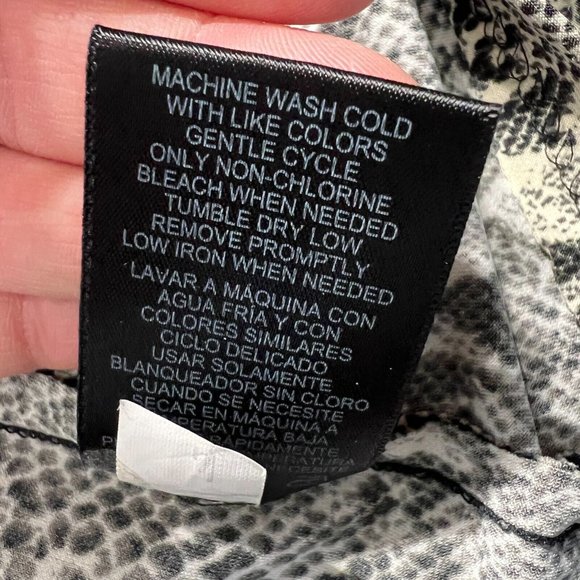 MACHINE WASH COLD
WITH LIKE COLORS
GENTLE CYCLE
ONLY NON-CHLORINE
BLEACH WHEN NEEDED
TUMBLE DRY LOW
REMOVE PROMPTLY
LOW IRON WHEN NEEDED
LAVAR A MÁQUINA CON
AGUA FRÍA Y CON
COLORES SIMILARES
CICLO DELICADO
USAR SOLAMENTE
BLANQUEADOR SIN CLORO
CUANDO SE NECESITE
SECAR EN MÁQUINA A
BAJA